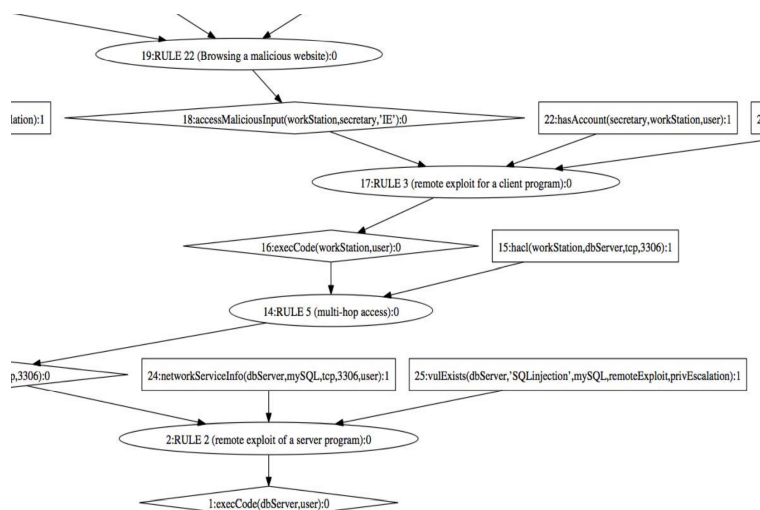 19:RULE 22 (Browsing a malicious website):0
lation):1
18:accessMaliciousInput(workStation,secretary,'IE'):0
22:hasAccount(secretary,workStation,user):1
2
17:RULE 3 (remote exploit for a client program):0
16:execCode(workStation,user):0
15:hacl(workStation,dbServer,tcp,3306):1
14:RULE 5 (multi-hop access):0
p,3306):0
24:networkServiceInfo(dbServer,mySQL,tcp,3306,user):1
25:vulExists(dbServer,'SQLinjection',mySQL,remoteExploit,privEscalation):1
2:RULE 2 (remote exploit of a server program):0
1:execCode(dbServer,user):0